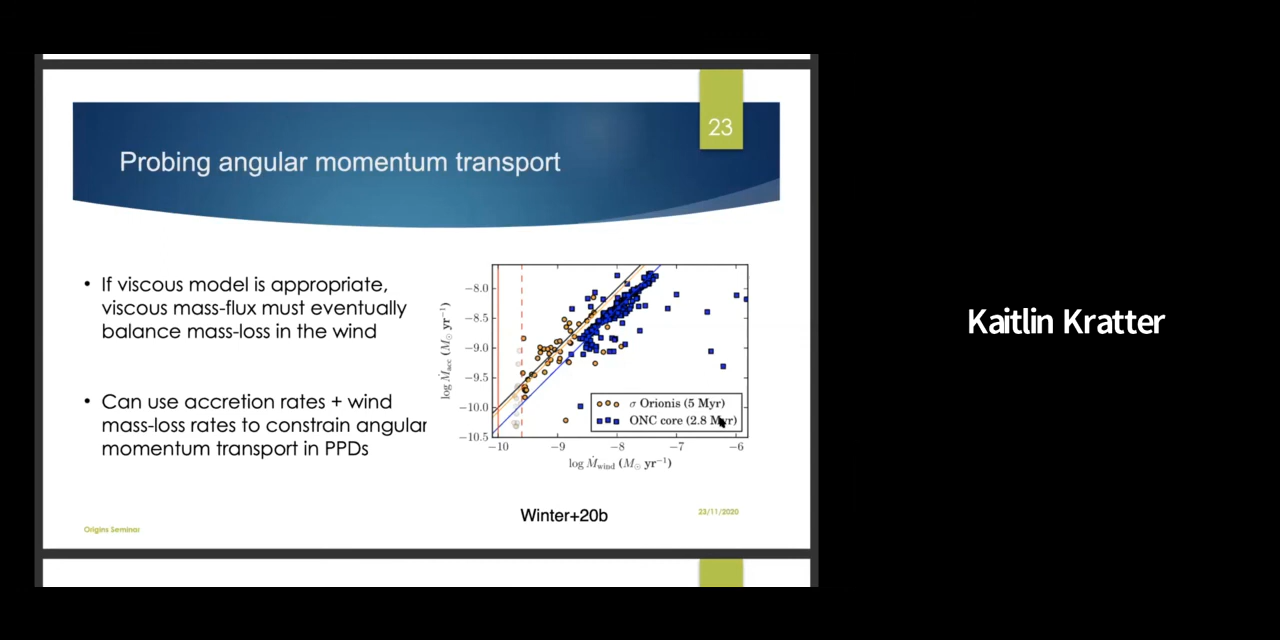 23
Probing angular momentum transport
• If viscous model is appropriate,
viscous mass-flux must eventually
balance mass-loss in the wind
• Can use accretion rates + wind
mass-loss rates to constrain angular
momentum transport in PPDs
log Ṁacc (M⊙ yr−1)
−8.0
−8.5
−9.0
−9.5
−10.0
−10.5
σ Orionis (5 Myr)
ONC core (2.8 Myr)
−10 −9 −8 −7 −6
log Ṁwind (M⊙ yr−1)
Winter+20b
23/11/2020
Origins Seminar
Kaitlin Kratter